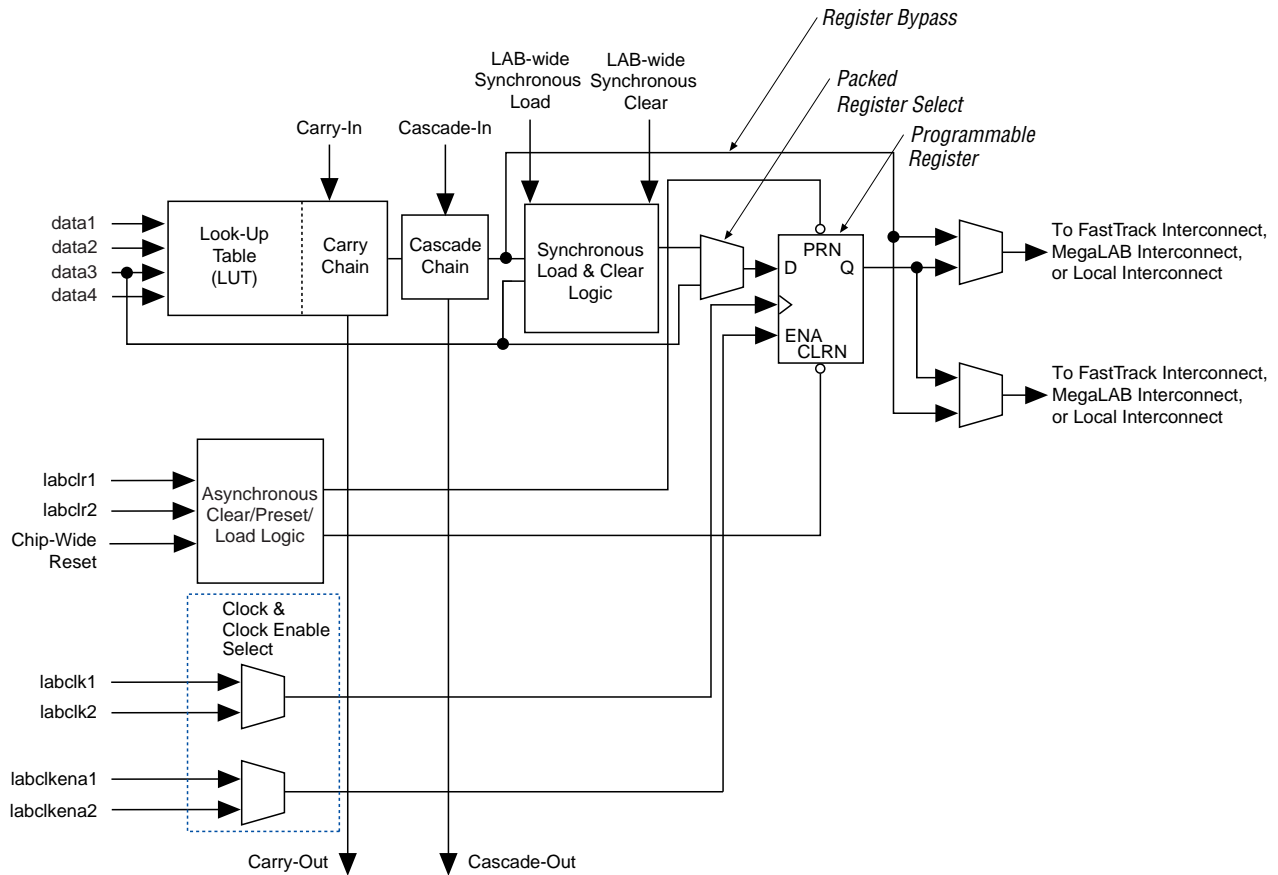 Register Bypass
LAB-wide
Synchronous
Load
LAB-wide
Synchronous
Clear
Packed
Register Select
Carry-In
Cascade-In
Programmable
Register
data1
data2
data3
data4
Look-Up
Table
(LUT)
Carry
Chain
Cascade
Chain
Synchronous
Load & Clear
Logic
PRN
D
Q
ENA
CLRN
To FastTrack Interconnect,
MegaLAB Interconnect,
or Local Interconnect
To FastTrack Interconnect,
MegaLAB Interconnect,
or Local Interconnect
labclr1
labclr2
Chip-Wide
Reset
Asynchronous
Clear/Preset/
Load Logic
Clock &
Clock Enable
Select
labclk1
labclk2
labclkena1
labclkena2
Carry-Out
Cascade-Out